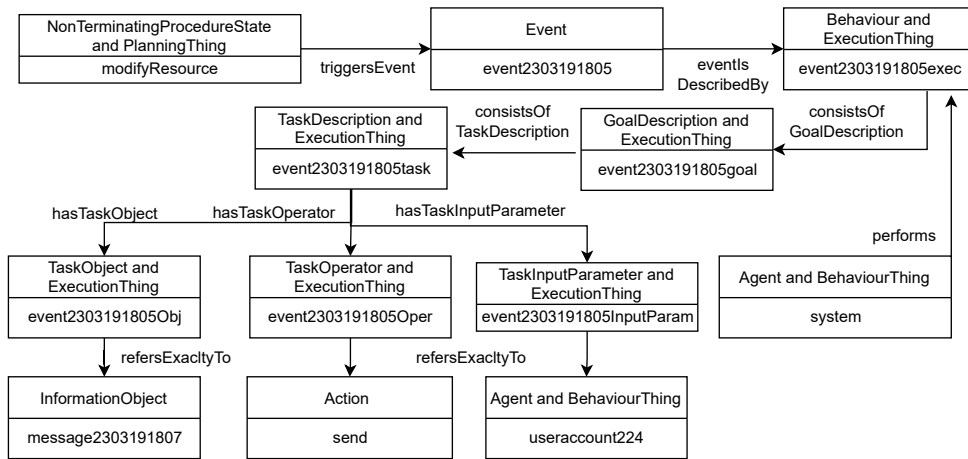 NonTerminatingProcedureState
and PlanningThing
modifyResource
triggersEvent
Event
event2303191805
eventIs
DescribedBy
Behaviour and
ExecutionThing
event2303191805exec
consistsOf
GoalDescription
GoalDescription and
ExecutionThing
event2303191805goal
consistsOf
TaskDescription
TaskDescription and
ExecutionThing
event2303191805task
hasTaskObject
hasTaskOperator
hasTaskInputParameter
performs
TaskObject and
ExecutionThing
event2303191805Obj
TaskOperator and
ExecutionThing
event2303191805Oper
TaskInputParameter and
ExecutionThing
event2303191805InputParam
Agent and BehaviourThing
system
refersExacltyTo
refersExacltyTo
InformationObject
message2303191807
Action
send
Agent and BehaviourThing
useraccount224